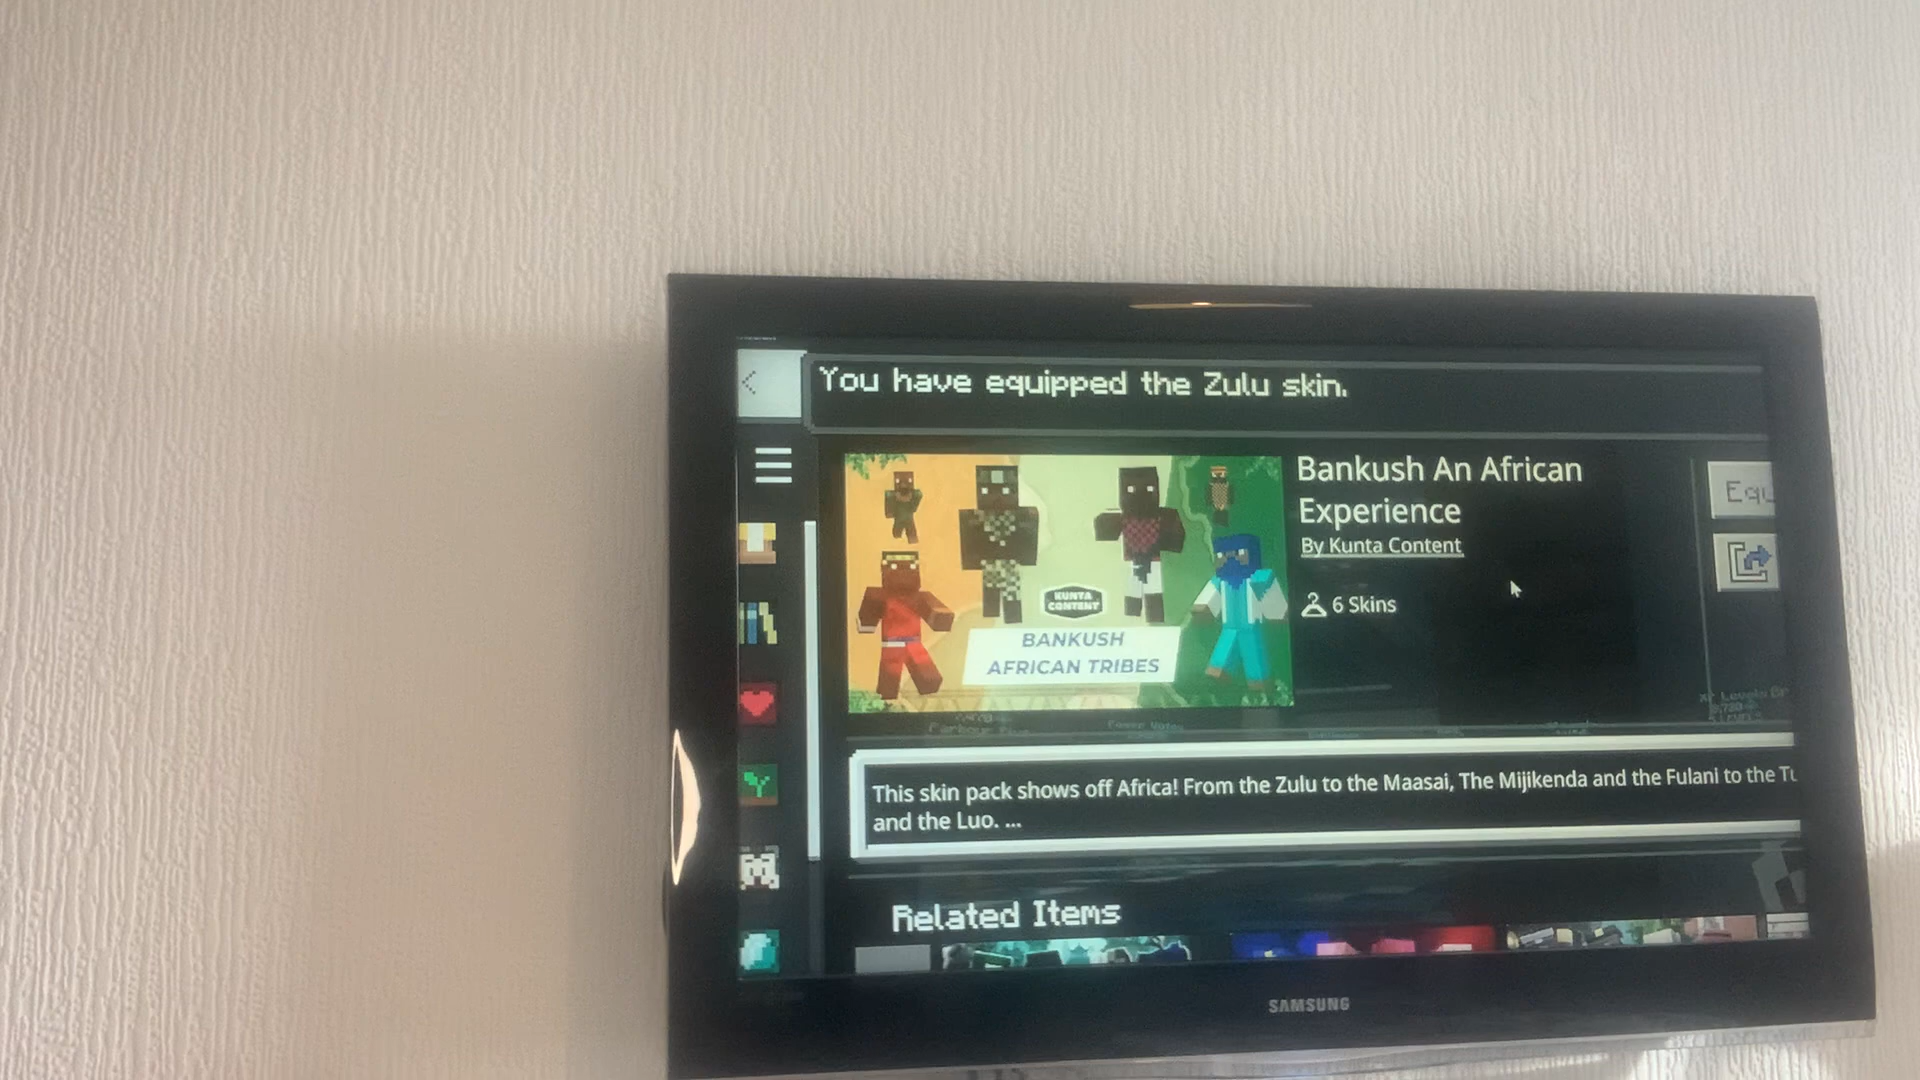 You have equipped the Zulu skin.
Bankush An African
Experience
By Kunta Content
6 Skins
Equ
KUNTA
CONTENT
BANKUSH
AFRICAN TRIBES
This skin pack shows off Africa! From the Zulu to the Maasai, The Mijikenda and the Fulani to the Tu
and the Luo. ...
Related Items
SAMSUNG